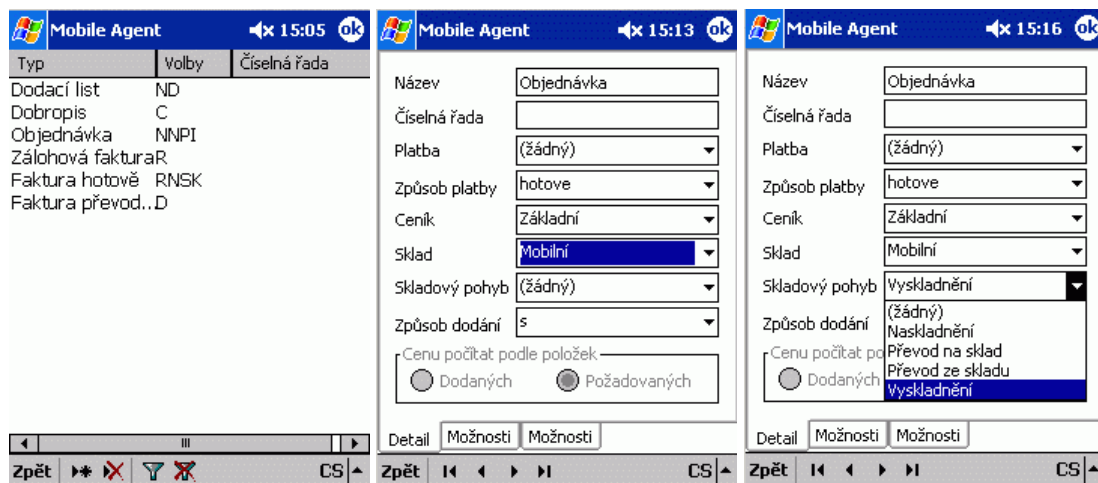 Mobile Agent 15:05 ok
Typ Volby Číselná řada
Dodací list ND
Dobropis C
Objednávka NNPI
Zálohová faktura R
Faktura hotově RNSK
Faktura převod... D
Zpět CS
Mobile Agent 15:13 ok
Název Objednávka
Číselná řada
Platba (žádný)
Způsob platby hotove
Ceník Základní
Sklad Mobilní
Skladový pohyb (žádný)
Způsob dodání s
Cenu počítat podle položek
Dodaných Požadovaných
Detail Možnosti Možnosti
Zpět CS
Mobile Agent 15:16 ok
Název Objednávka
Číselná řada
Platba (žádný)
Způsob platby hotove
Ceník Základní
Sklad Mobilní
Skladový pohyb Vyskladnění
(žádný)
Způsob dodání Naskladnění
Cenu počítat po Převod na sklad
Dodaných Převod ze skladu
Vyskladnění
Detail Možnosti Možnosti
Zpět CS